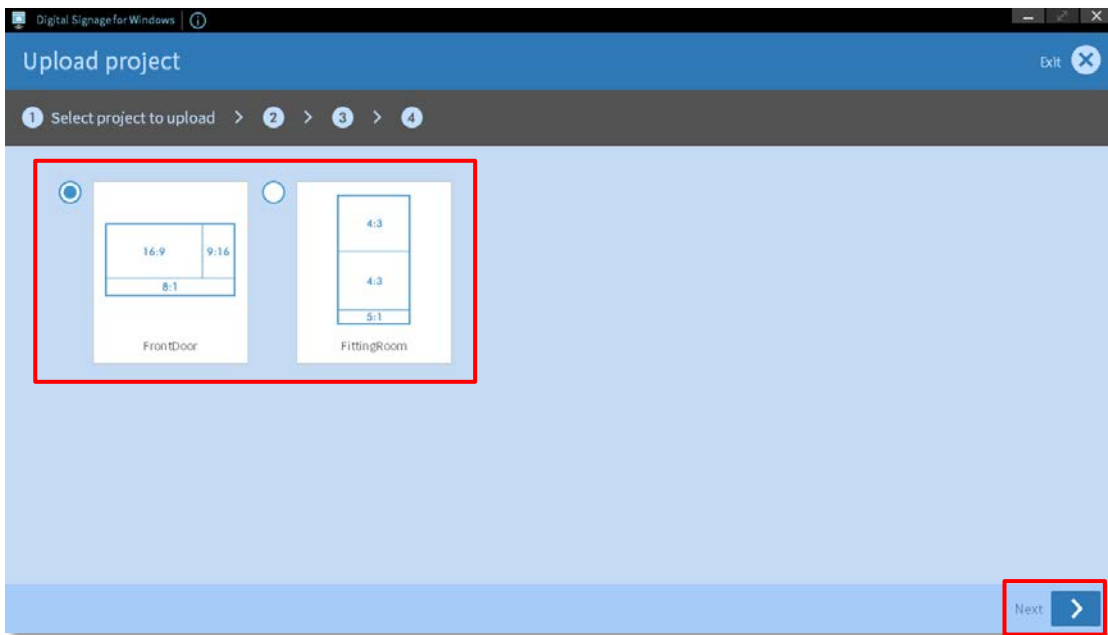 Digital Signage for Windows
Upload project
Exit
1 Select project to upload > 2 > 3 > 4
16:9 9:16
8:1
FrontDoor
4:3
4:3
5:1
FittingRoom
Next